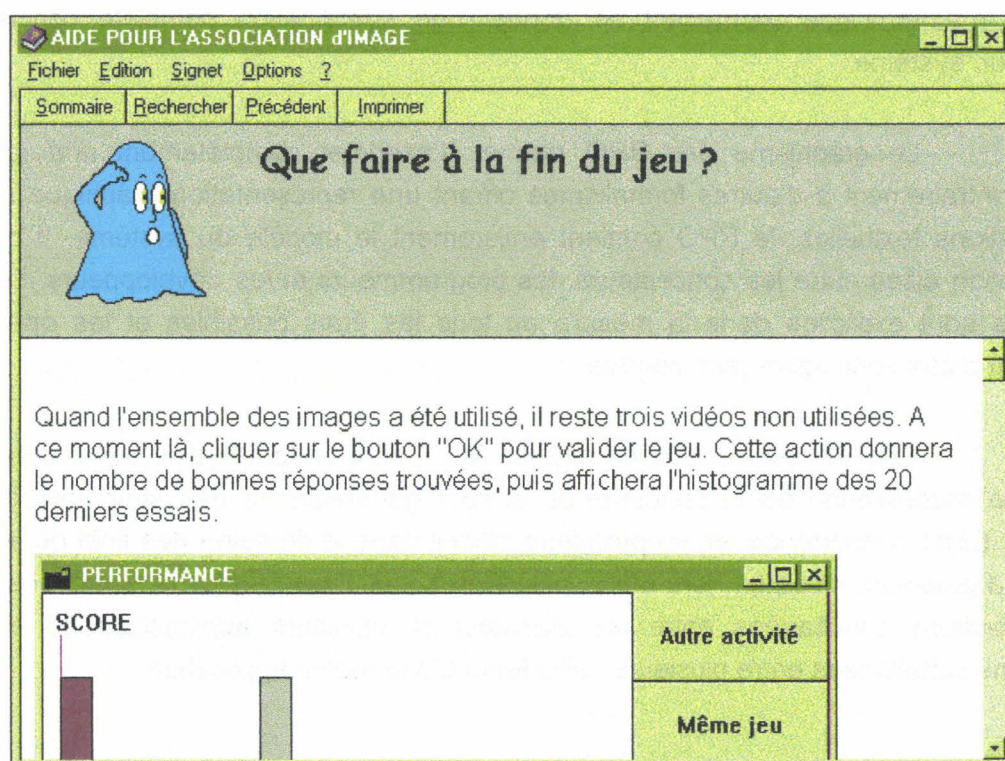 AIDE POUR L'ASSOCIATION d'IMAGE
Fichier Edition Signet Options ?
Sommaire Rechercher Précédent Imprimer
Que faire à la fin du jeu ?
Quand l'ensemble des images a été utilisé, il reste trois vidéos non utilisées. A
ce moment là, cliquer sur le bouton "OK" pour valider le jeu. Cette action donnera
le nombre de bonnes réponses trouvées, puis affichera l'histogramme des 20
derniers essais.
PERFORMANCE
SCORE
Autre activité
Même jeu